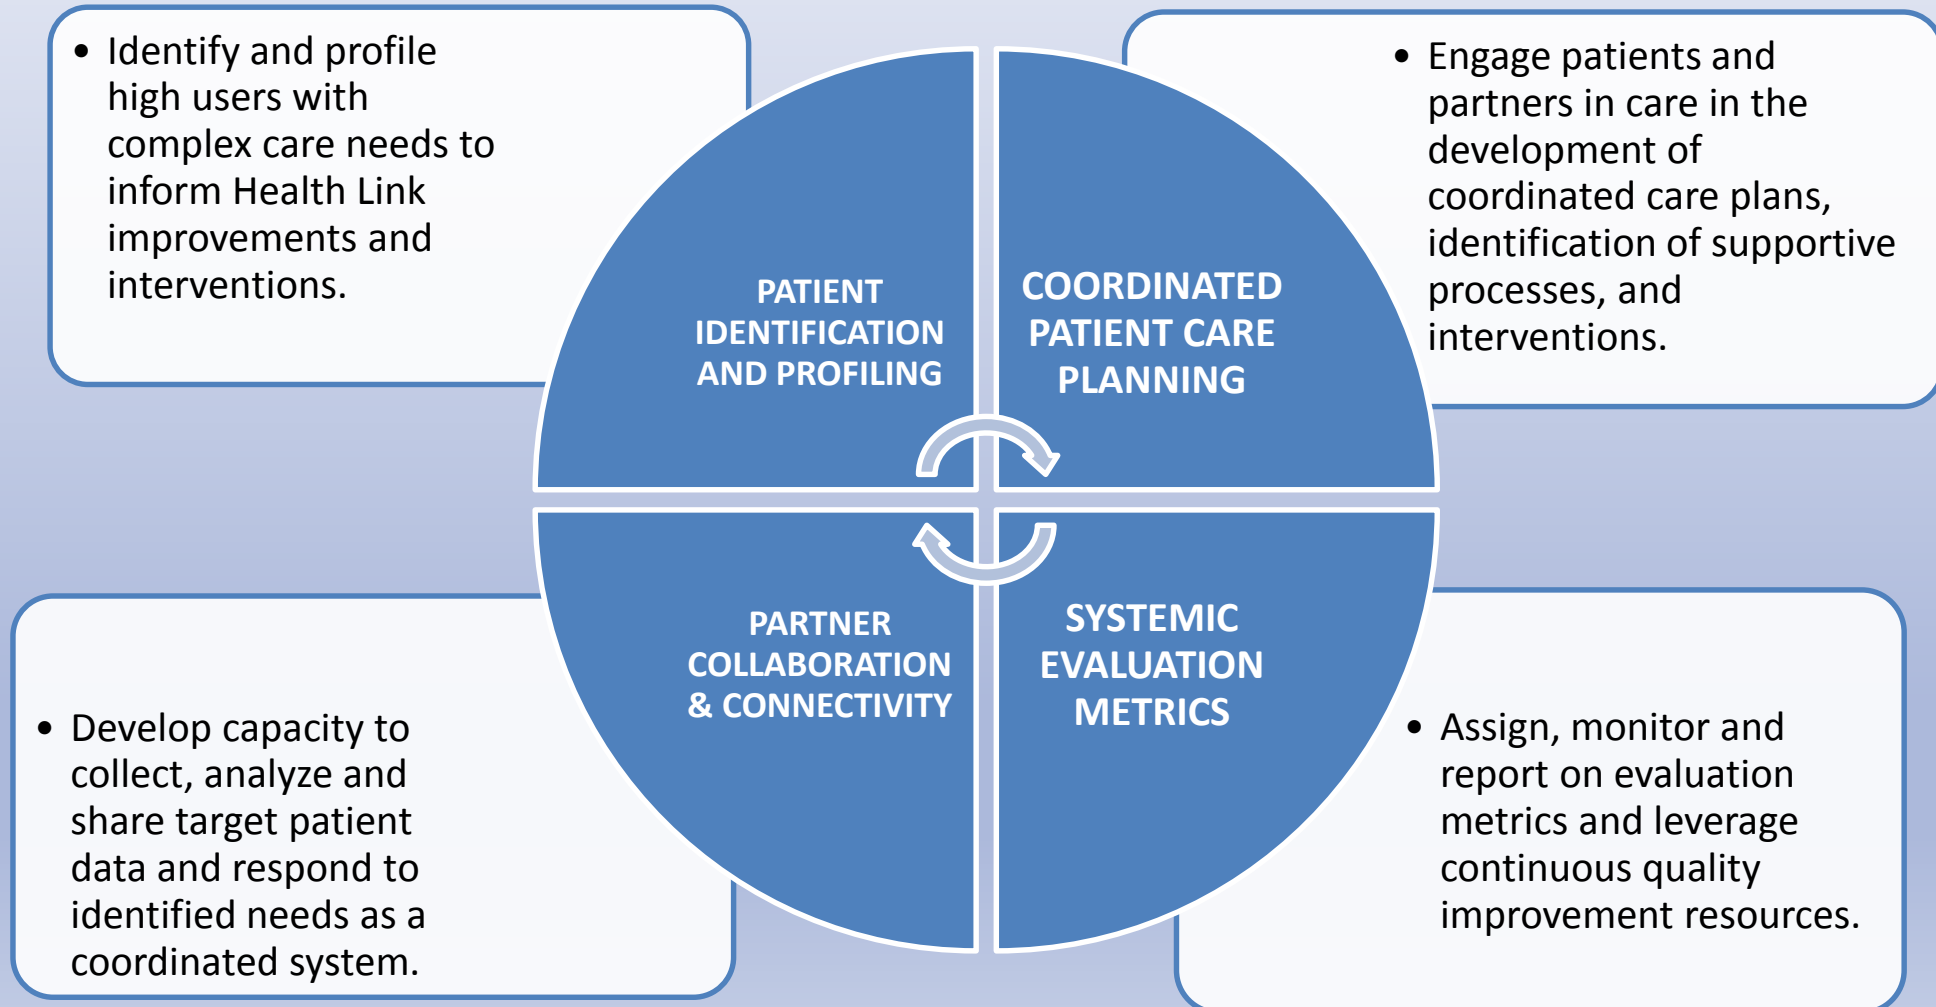 • Identify and profile
high users with
complex care needs to
inform Health Link
improvements and
interventions.
• Engage patients and
partners in care in the
development of
coordinated care plans,
identification of supportive
processes, and
interventions.
PATIENT
IDENTIFICATION
AND PROFILING
COORDINATED
PATIENT CARE
PLANNING
PARTNER
COLLABORATION
& CONNECTIVITY
SYSTEMIC
EVALUATION
METRICS
• Develop capacity to
collect, analyze and
share target patient
data and respond to
identified needs as a
coordinated system.
• Assign, monitor and
report on evaluation
metrics and leverage
continuous quality
improvement resources.